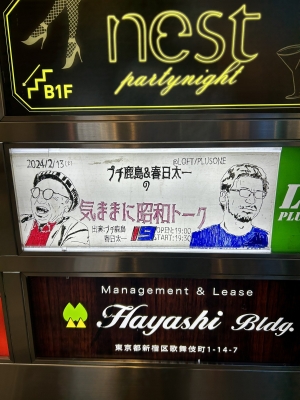 nest
partynight
B1F
2024/2/13(火)
@LOFT/PLUSONE
プチ鹿島&春日太一
の
気ままに昭和トーク
出演:プチ鹿島
春日太一
OPEN:19:00
START:19:30
L
PLU
Management & Lease
Hayashi Bldg.
東京都新宿区歌舞伎町1-14-7